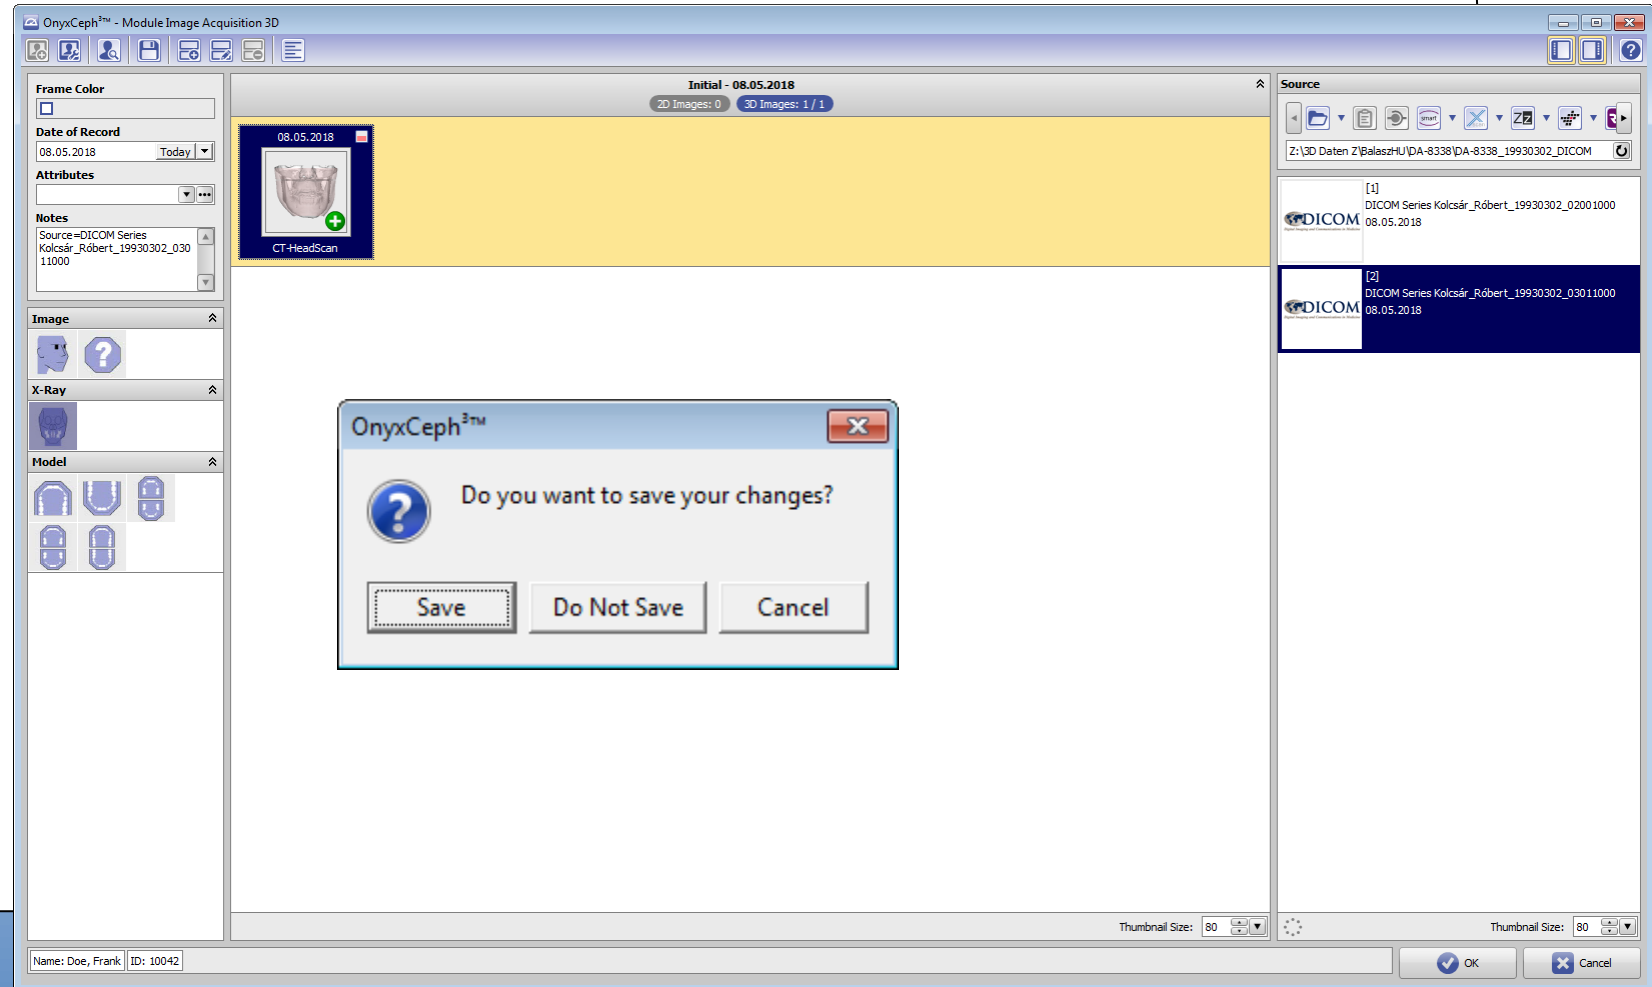 OnyxCeph³™ - Module Image Acquisition 3D
Frame Color
Date of Record
08.05.2018 Today
Attributes
Notes
Source=DICOM Series
Kolcsár_Róbert_19930302_030
11000
Image
X-Ray
Model
Initial - 08.05.2018
2D Images: 0 3D Images: 1 / 1
08.05.2018
CT-HeadScan
OnyxCeph³™
Do you want to save your changes?
Save Do Not Save Cancel
Thumbnail Size: 80
Source
smart
Z:\3D Daten Z\BalaszHU\DA-8338\DA-8338_19930302_DICOM
[1]
DICOM
DICOM Series Kolcsár_Róbert_19930302_02001000
08.05.2018
[2]
DICOM
DICOM Series Kolcsár_Róbert_19930302_03011000
08.05.2018
Thumbnail Size: 80
Name: Doe, Frank ID: 10042
OK Cancel